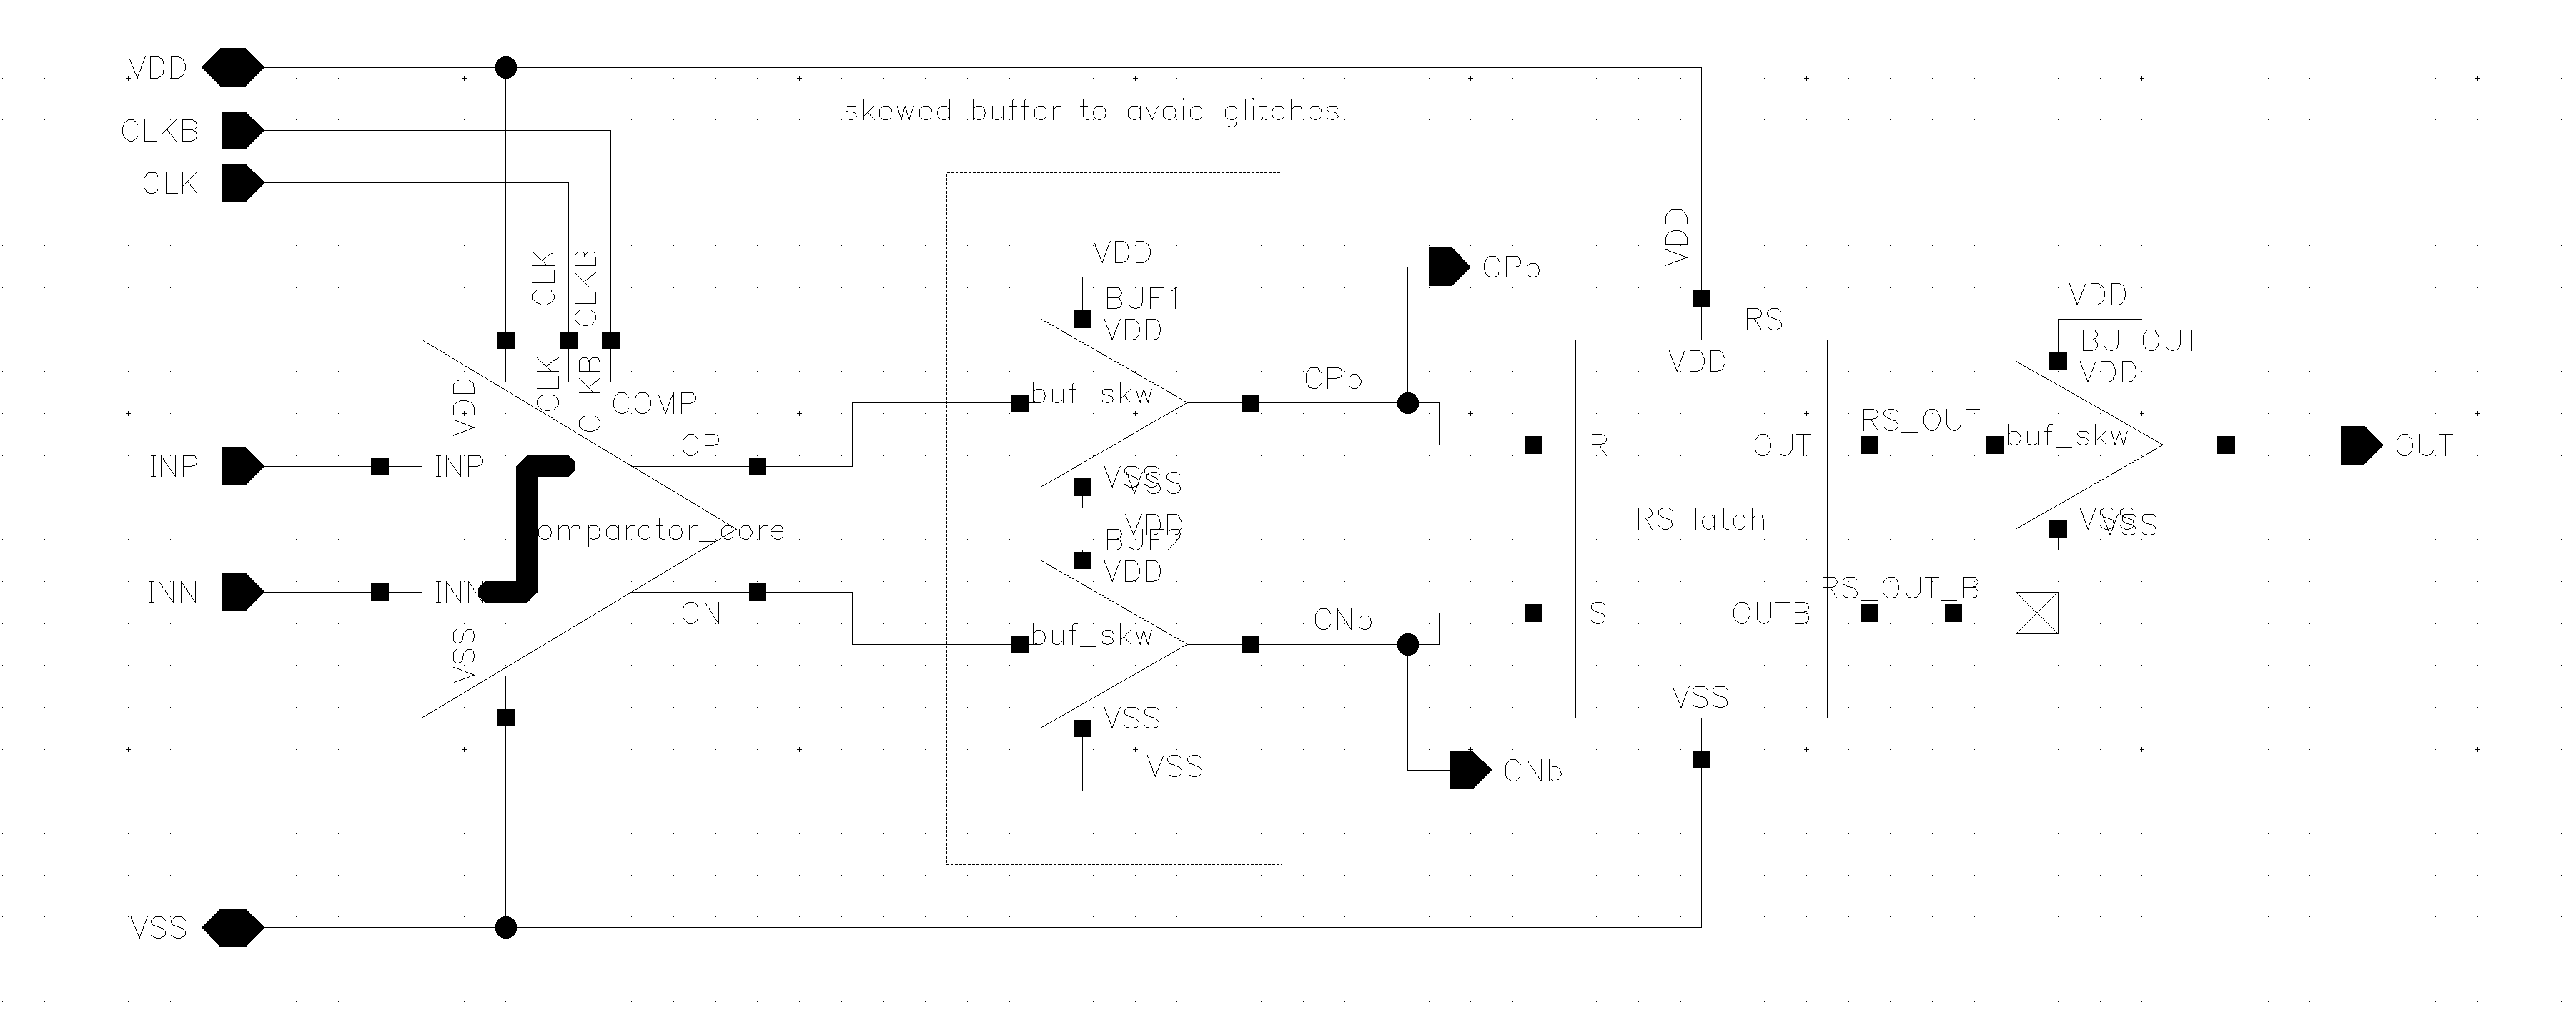 VDD
CLKB
CLK
skewed buffer to avoid glitches
CLK
CLKB
VDD
CLK
CLKB
COMP
INP
INP
CP
omparator_core
INN
INN
CN
VSS
VSS
VDD
BUF1
VDD
buf_skw
VSS
VSS
VDD
BUF2
VDD
buf_skw
VSS
VSS
CPb
CPb
CNb
CNb
VDD
RS
VDD
R
OUT
RS latch
S
OUTB
VSS
RS_OUT
RS_OUT_B
VDD
BUFOUT
VDD
buf_skw
VSS
VSS
OUT